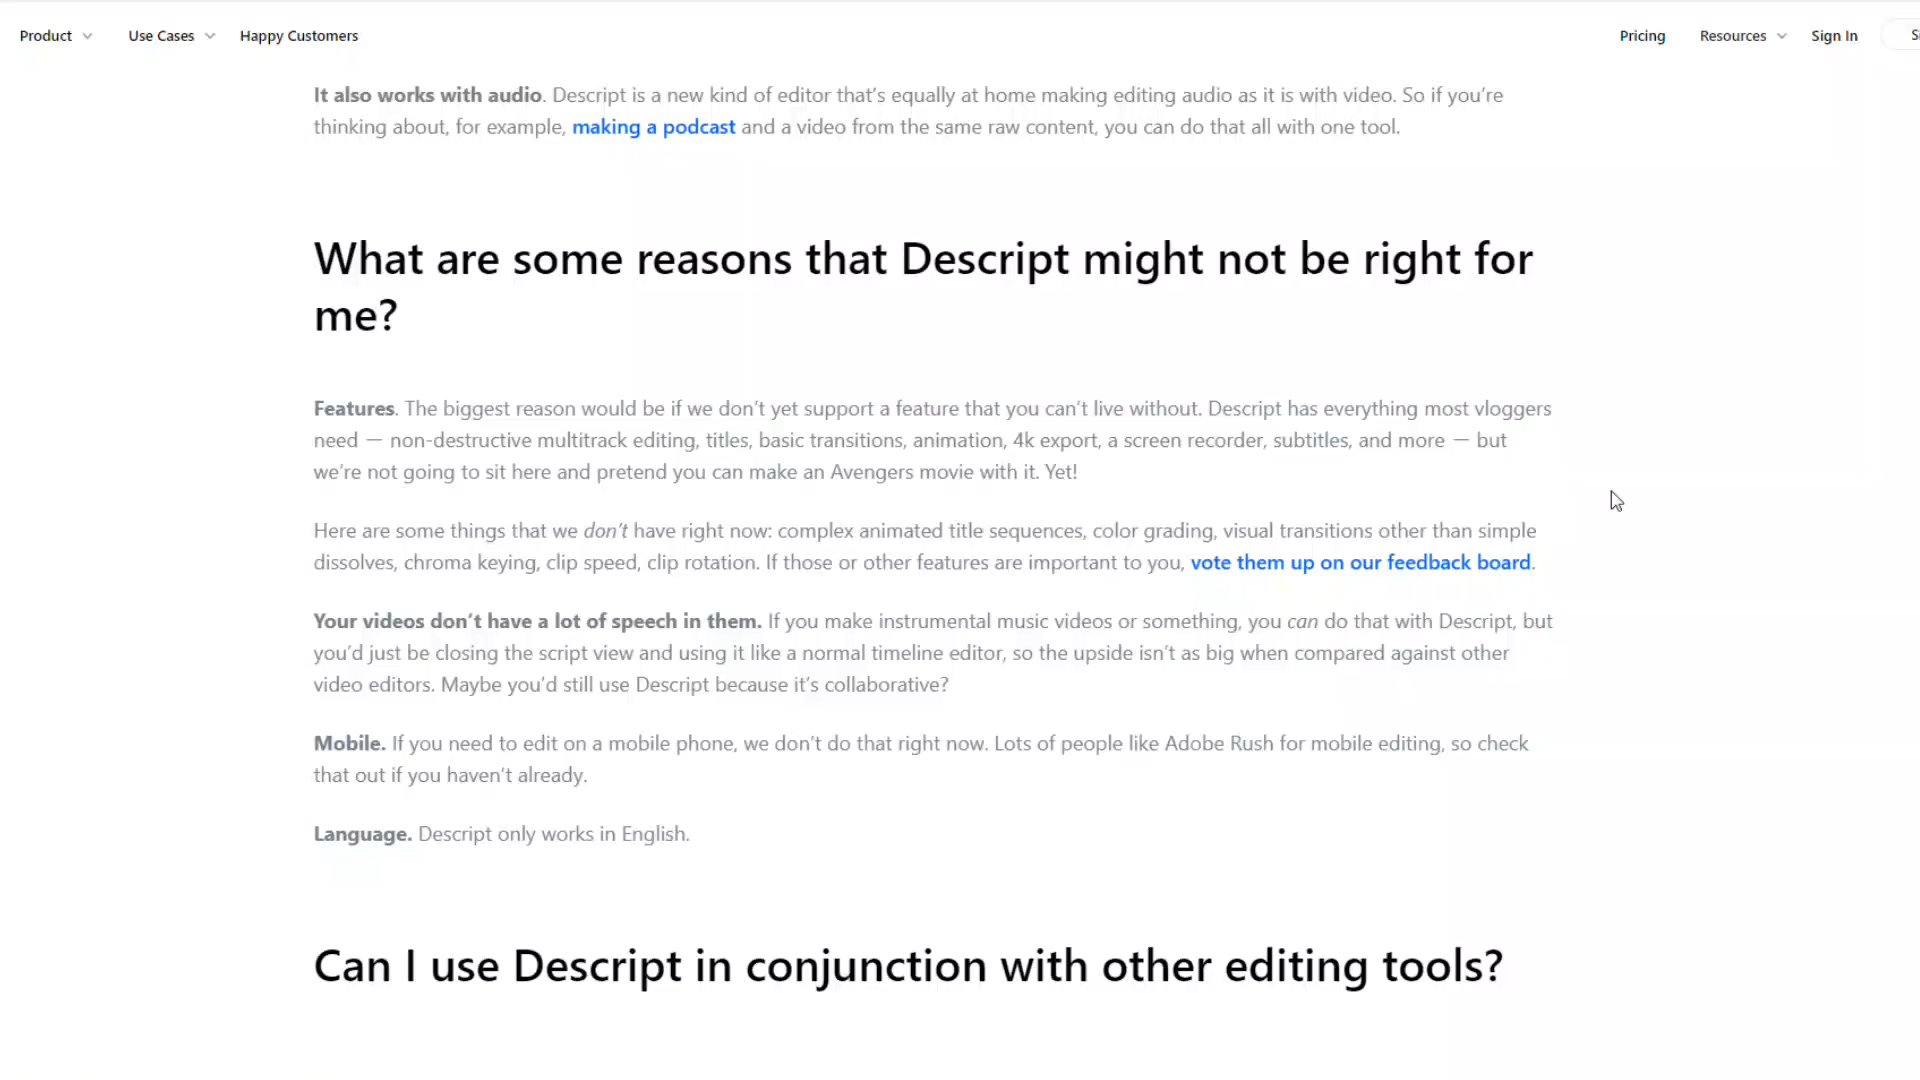 Product
Use Cases
Happy Customers
Pricing
Resources
Sign In
It also works with audio. Descript is a new kind of editor that’s equally at home making editing audio as it is with video. So if you’re
thinking about, for example, making a podcast and a video from the same raw content, you can do that all with one tool.
What are some reasons that Descript might not be right for
me?
Features. The biggest reason would be if we don’t yet support a feature that you can’t live without. Descript has everything most vloggers
need — non-destructive multitrack editing, titles, basic transitions, animation, 4k export, a screen recorder, subtitles, and more — but
we’re not going to sit here and pretend you can make an Avengers movie with it. Yet!
Here are some things that we don’t have right now: complex animated title sequences, color grading, visual transitions other than simple
dissolves, chroma keying, clip speed, clip rotation. If those or other features are important to you, vote them up on our feedback board.
Your videos don’t have a lot of speech in them. If you make instrumental music videos or something, you can do that with Descript, but
you’d just be closing the script view and using it like a normal timeline editor, so the upside isn’t as big when compared against other
video editors. Maybe you’d still use Descript because it’s collaborative?
Mobile. If you need to edit on a mobile phone, we don’t do that right now. Lots of people like Adobe Rush for mobile editing, so check
that out if you haven’t already.
Language. Descript only works in English.
Can I use Descript in conjunction with other editing tools?